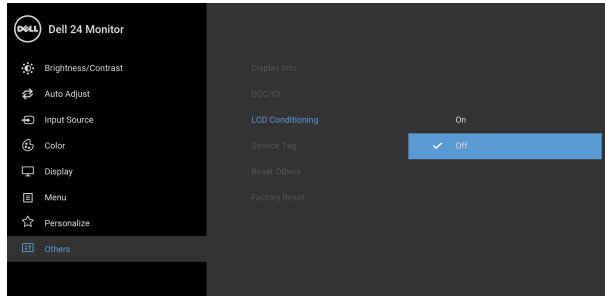 DELL
Dell 24 Monitor
Brightness/Contrast
Auto Adjust
Input Source
Color
Display
Menu
Personalize
Others
Display Info
DDC/CI
LCD Conditioning
Service Tag
Reset Others
Factory Reset
On
Off